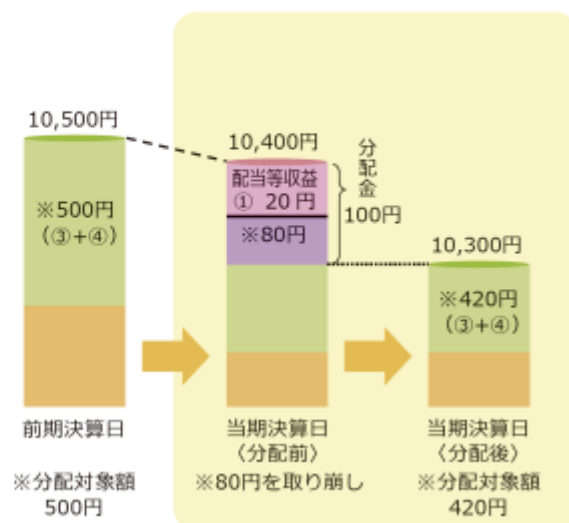 10,500円
※500円
(③+④)
前期決算日
※分配対象額
500円
10,400円
配当等収益
① 20円
※80円
分配金
100円
当期決算日
〈分配前〉
※80円を取り崩し
10,300円
※420円
(③+④)
当期決算日
〈分配後〉
※分配対象額
420円